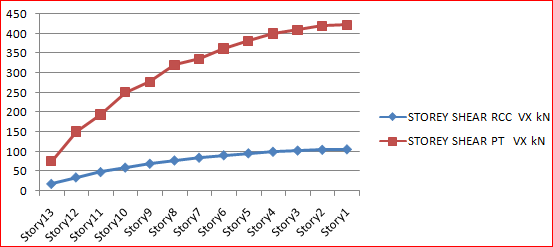 450
400
350
300
250
200
150
100
50
0
Story13
Story12
Story11
Story10
Story9
Story8
Story7
Story6
Story5
Story4
Story3
Story2
Story1
STOREY SHEAR RCC VX kN
STOREY SHEAR PT VX kN